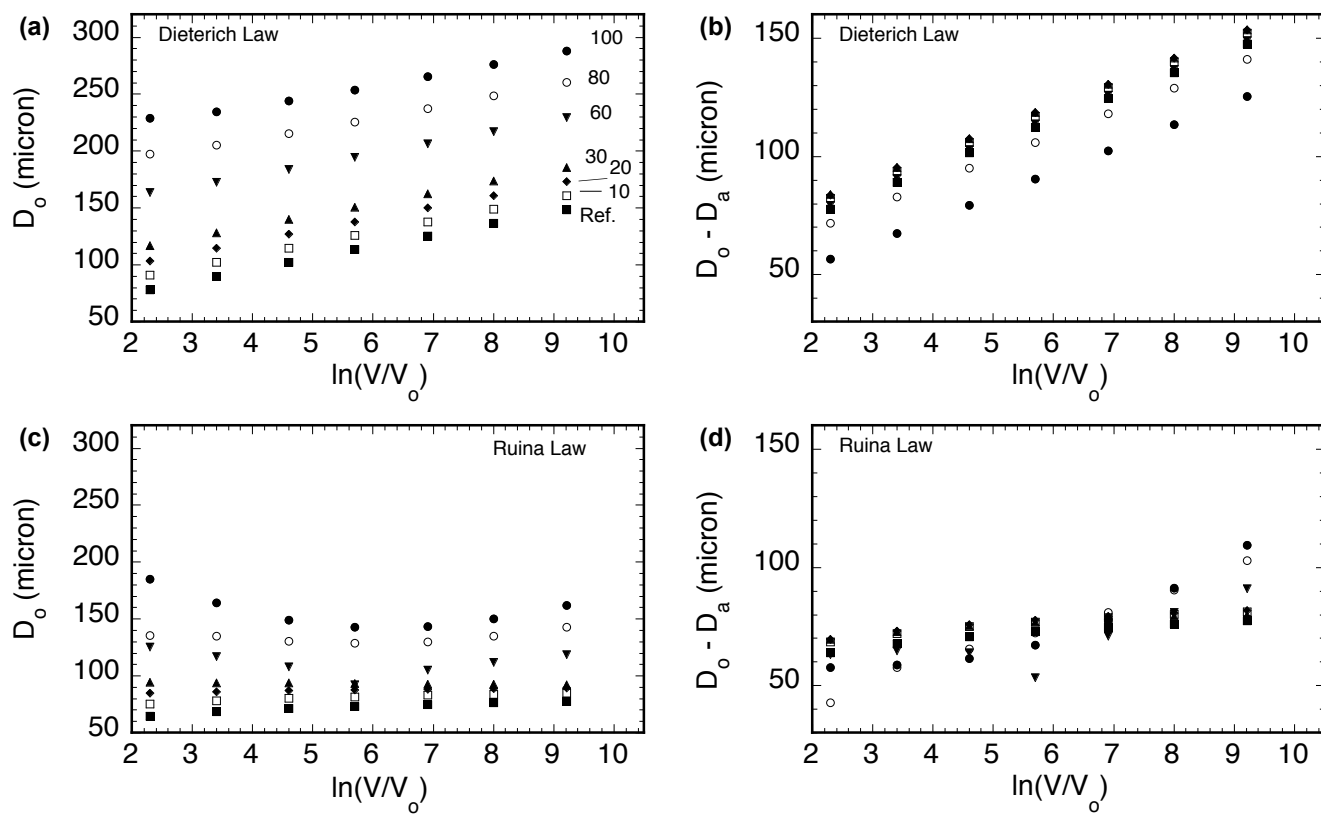 (a)
Dieterich Law
300
250
200
150
100
50
D_o (micron)
100
80
60
30
20
10
Ref.
2 3 4 5 6 7 8 9 10
ln(V/V_o)
(b)
Dieterich Law
150
100
50
D_o - D_a (micron)
2 3 4 5 6 7 8 9 10
ln(V/V_o)
(c)
Ruina Law
300
250
200
150
100
50
D_o (micron)
2 3 4 5 6 7 8 9 10
ln(V/V_o)
(d)
Ruina Law
150
100
50
D_o - D_a (micron)
2 3 4 5 6 7 8 9 10
ln(V/V_o)